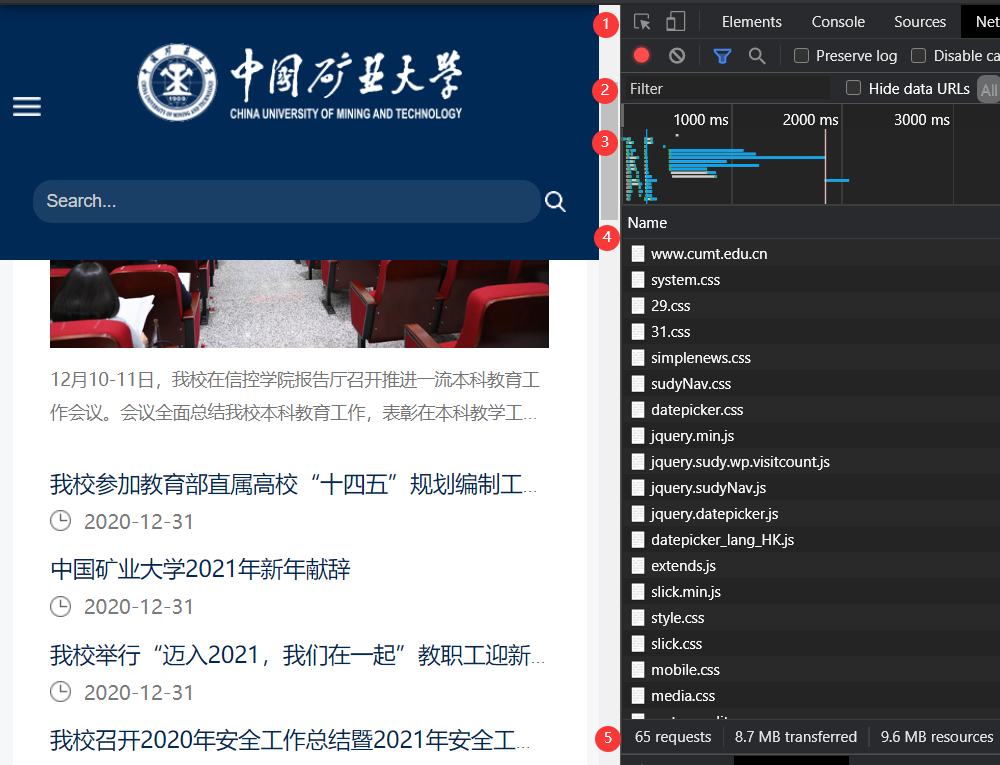 中国矿业大学
CHINA UNIVERSITY OF MINING AND TECHNOLOGY
1909
Search...
12月10-11日，我校在信控学院报告厅召开推进一流本科教育工
作会议。会议全面总结我校本科教育工作，表彰在本科教学工...
我校参加教育部直属高校“十四五”规划编制工...
2020-12-31
中国矿业大学2021年新年献辞
2020-12-31
我校举行“迈入2021，我们在一起”教职工迎新...
2020-12-31
我校召开2020年安全工作总结暨2021年安全工...
1
Elements Console Sources Net
Preserve log Disable ca
2
Filter Hide data URLs All
1000 ms 2000 ms 3000 ms
3
4
Name
www.cumt.edu.cn
system.css
29.css
31.css
simplenews.css
sudyNav.css
datepicker.css
jquery.min.js
jquery.sudy.wp.visitcount.js
jquery.sudyNav.js
jquery.datepicker.js
datepicker_lang_HK.js
extends.js
slick.min.js
style.css
slick.css
mobile.css
media.css
5
65 requests 8.7 MB transferred 9.6 MB resources